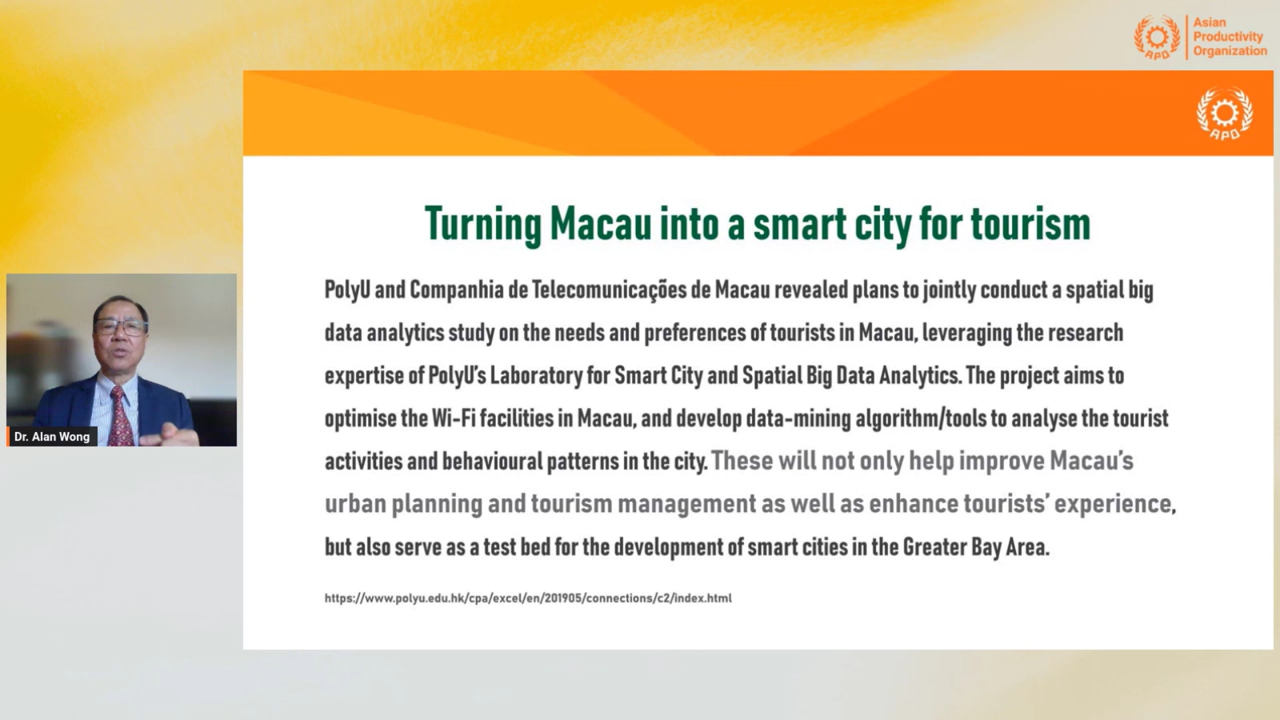 Asian
Productivity
Organization
APO
APO
Turning Macau into a smart city for tourism
PolyU and Companhia de Telecomunicações de Macau revealed plans to jointly conduct a spatial big
data analytics study on the needs and preferences of tourists in Macau, leveraging the research
expertise of PolyU's Laboratory for Smart City and Spatial Big Data Analytics. The project aims to
optimise the Wi-Fi facilities in Macau, and develop data-mining algorithm/tools to analyse the tourist
activities and behavioural patterns in the city. These will not only help improve Macau's
urban planning and tourism management as well as enhance tourists' experience,
but also serve as a test bed for the development of smart cities in the Greater Bay Area.
https://www.polyu.edu.hk/cpa/excel/en/201905/connections/c2/index.html
Dr. Alan Wong